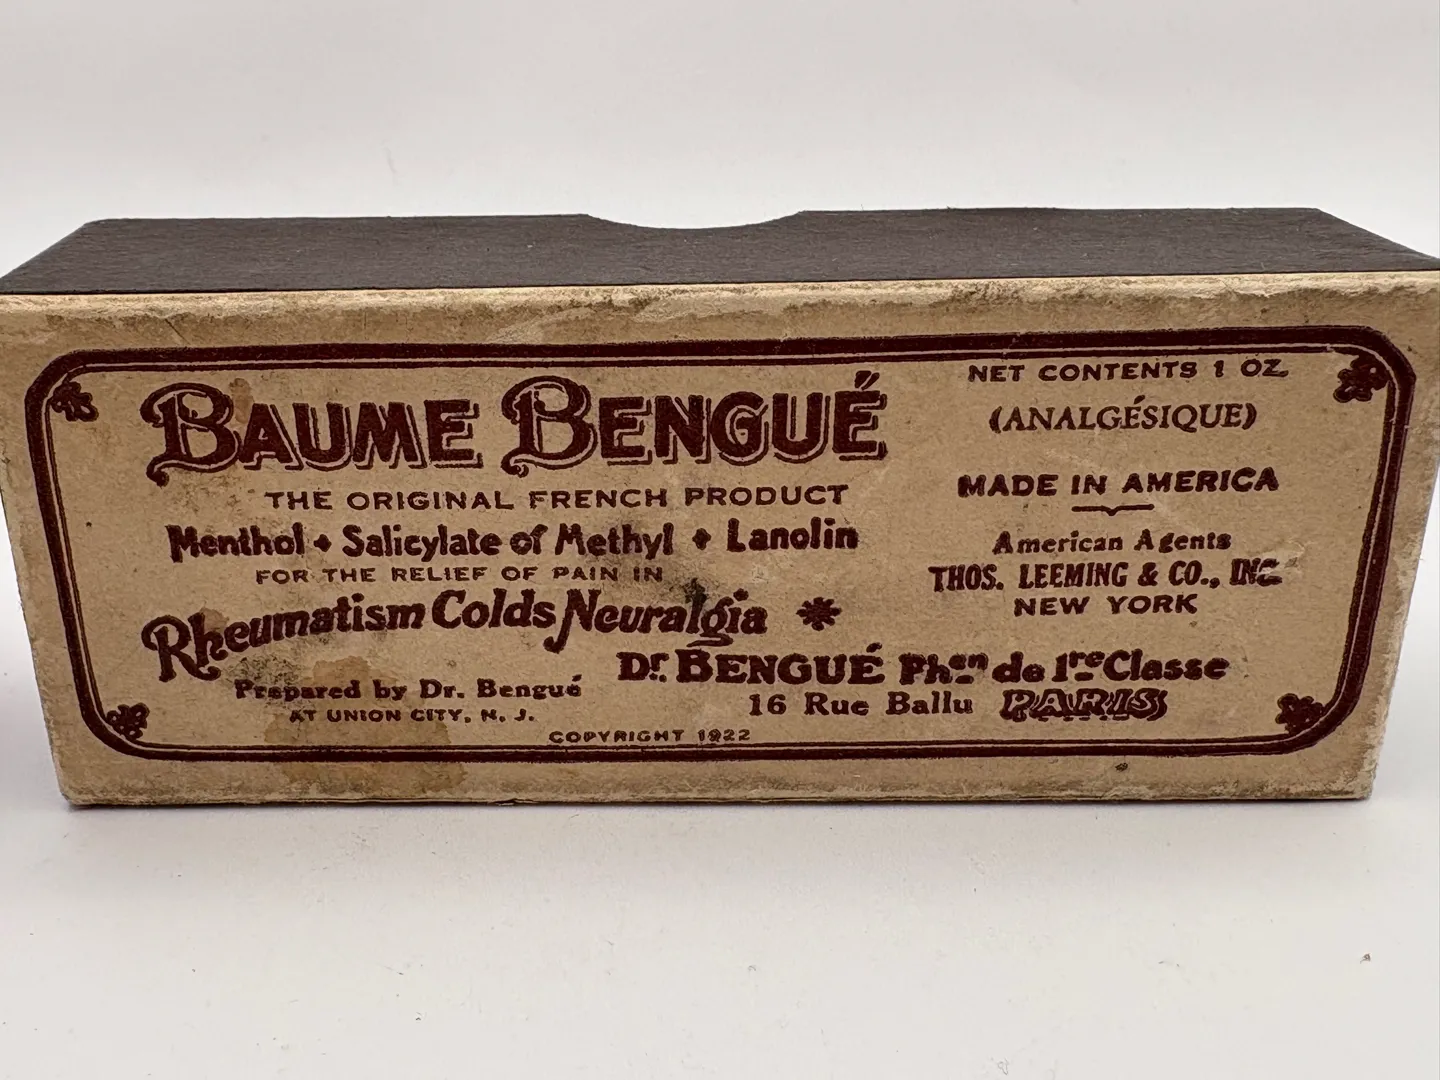 BAUME BENGUÉ
THE ORIGINAL FRENCH PRODUCT
Menthol + Salicylate of Methyl + Lanolin
FOR THE RELIEF OF PAIN IN
Rheumatism Colds Neuralgia
Prepared by Dr. Bengué
AT UNION CITY, N. J.
NET CONTENTS 1 OZ.
(ANALGÉSIQUE)
MADE IN AMERICA
American Agents
THOS. LEEMING & CO., INC
NEW YORK
Dr. BENGUÉ Phen de 1re Classe
16 Rue Ballu PARIS
COPYRIGHT 1922